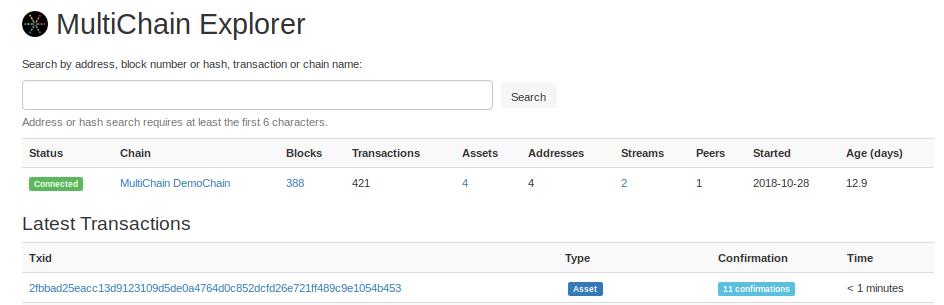 MultiChain Explorer
Search by address, block number or hash, transaction or chain name:
Search
Address or hash search requires at least the first 6 characters.
Status Chain Blocks Transactions Assets Addresses Streams Peers Started Age (days)
Connected MultiChain DemoChain 388 421 4 4 2 1 2018-10-28 12.9
Latest Transactions
Txid Type Confirmation Time
2fbbad25eacc13d9123109d5de0a4764d0c852dcfd26e721ff489c9e1054b453 Asset 11 confirmations < 1 minutes